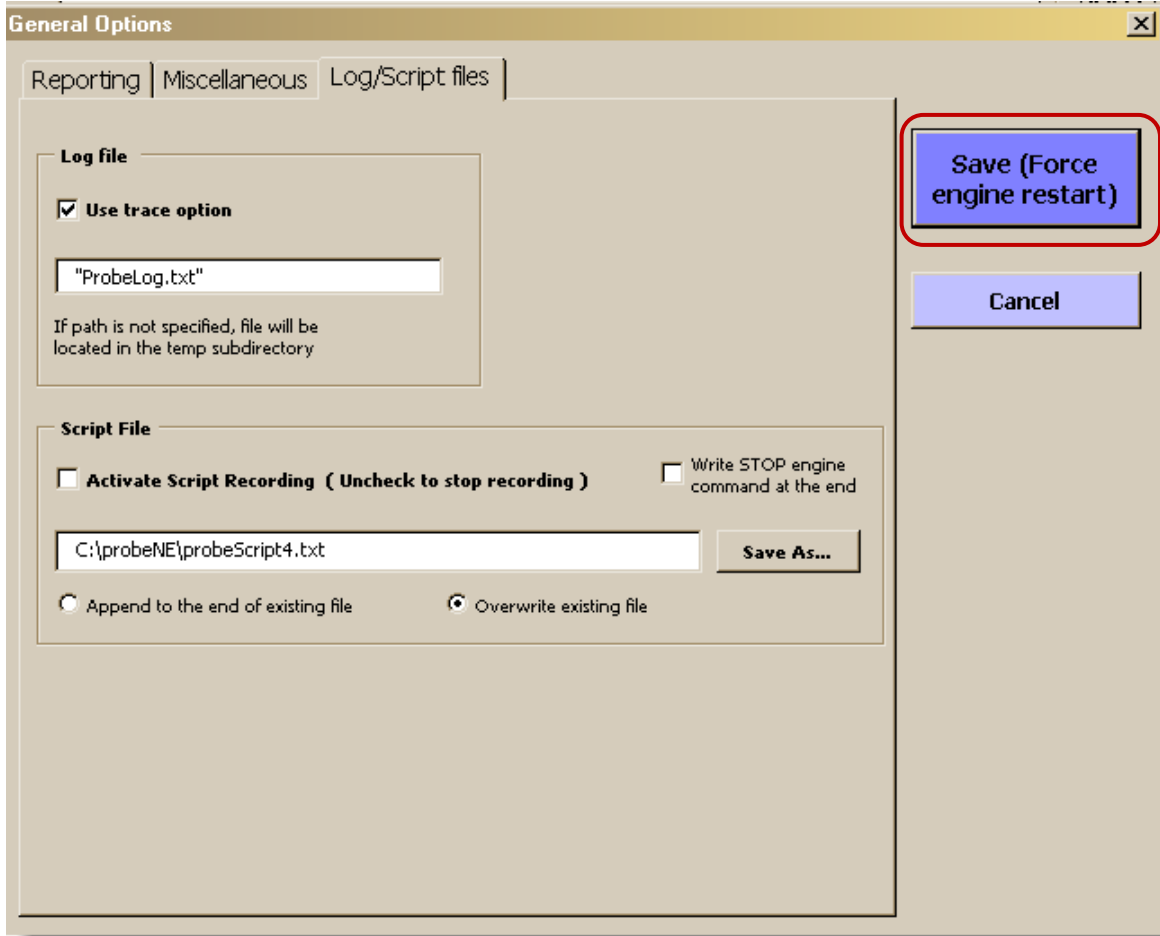 General Options
Reporting
Miscellaneous
Log/Script files
Save (Force
engine restart)
Cancel
Log file
Use trace option
"ProbeLog.txt"
If path is not specified, file will be
located in the temp subdirectory
Script File
Activate Script Recording ( Uncheck to stop recording )
Write STOP engine
command at the end
C:\probeNE\probeScript4.txt
Save As...
Append to the end of existing file
Overwrite existing file